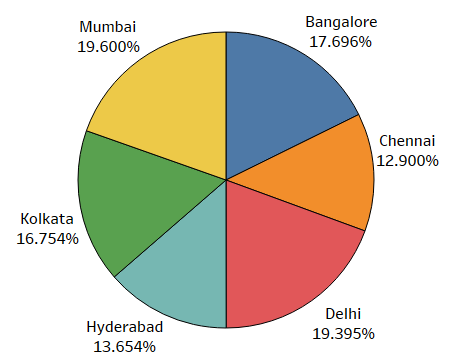 Mumbai
19.600%
Bangalore
17.696%
Chennai
12.900%
Kolkata
16.754%
Delhi
19.395%
Hyderabad
13.654%